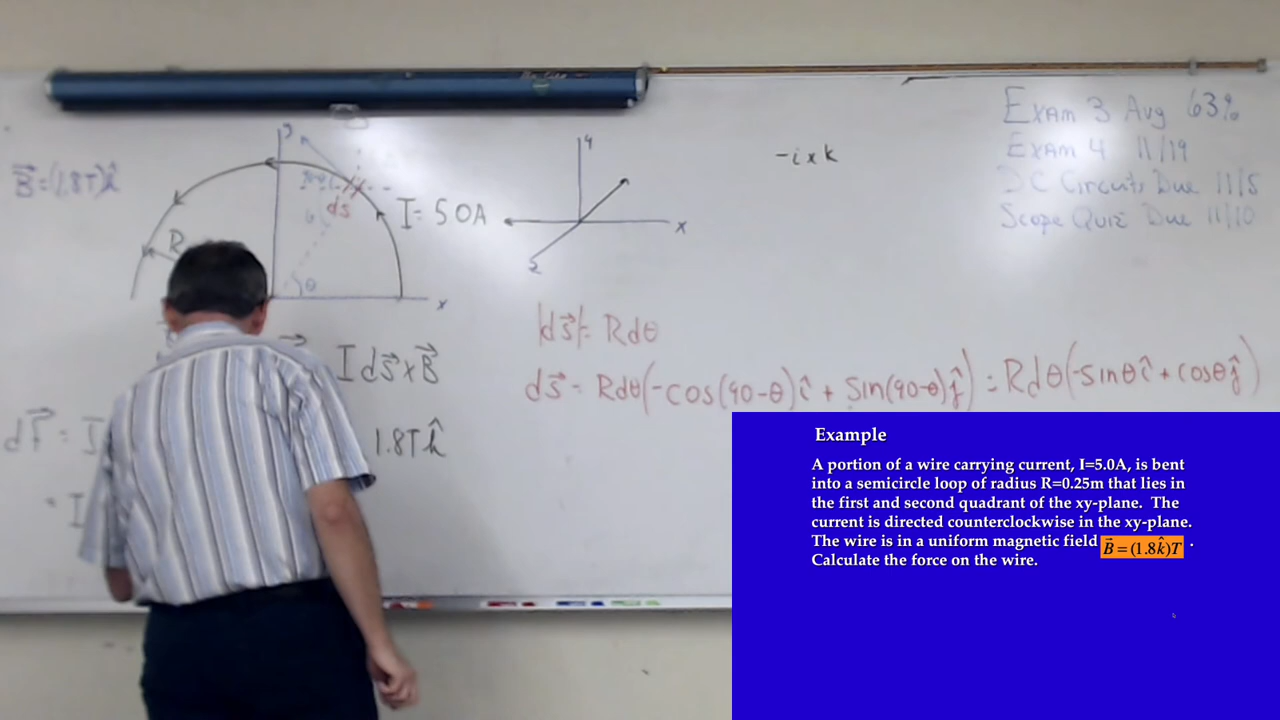 B⃗=(1.8T)k̂
y
ds
I= 5.0A
R
θ
x
y
x
z
-i x k
Exam 3 Avg 63%
Exam 4 11/19
DC Circuits Due 11/5
Scope Quiz Due 11/10
|ds⃗|= Rdθ
ds⃗ = Rdθ(-cos(90-θ)î + sin(90-θ)ĵ) = Rdθ(-sinθî + cosθĵ)
I ds⃗ x B⃗
dF⃗ = I
1.8T k̂
= I
Example
A portion of a wire carrying current, I=5.0A, is bent
into a semicircle loop of radius R=0.25m that lies in
the first and second quadrant of the xy-plane. The
current is directed counterclockwise in the xy-plane.
The wire is in a uniform magnetic field B⃗ = (1.8k̂)T .
Calculate the force on the wire.